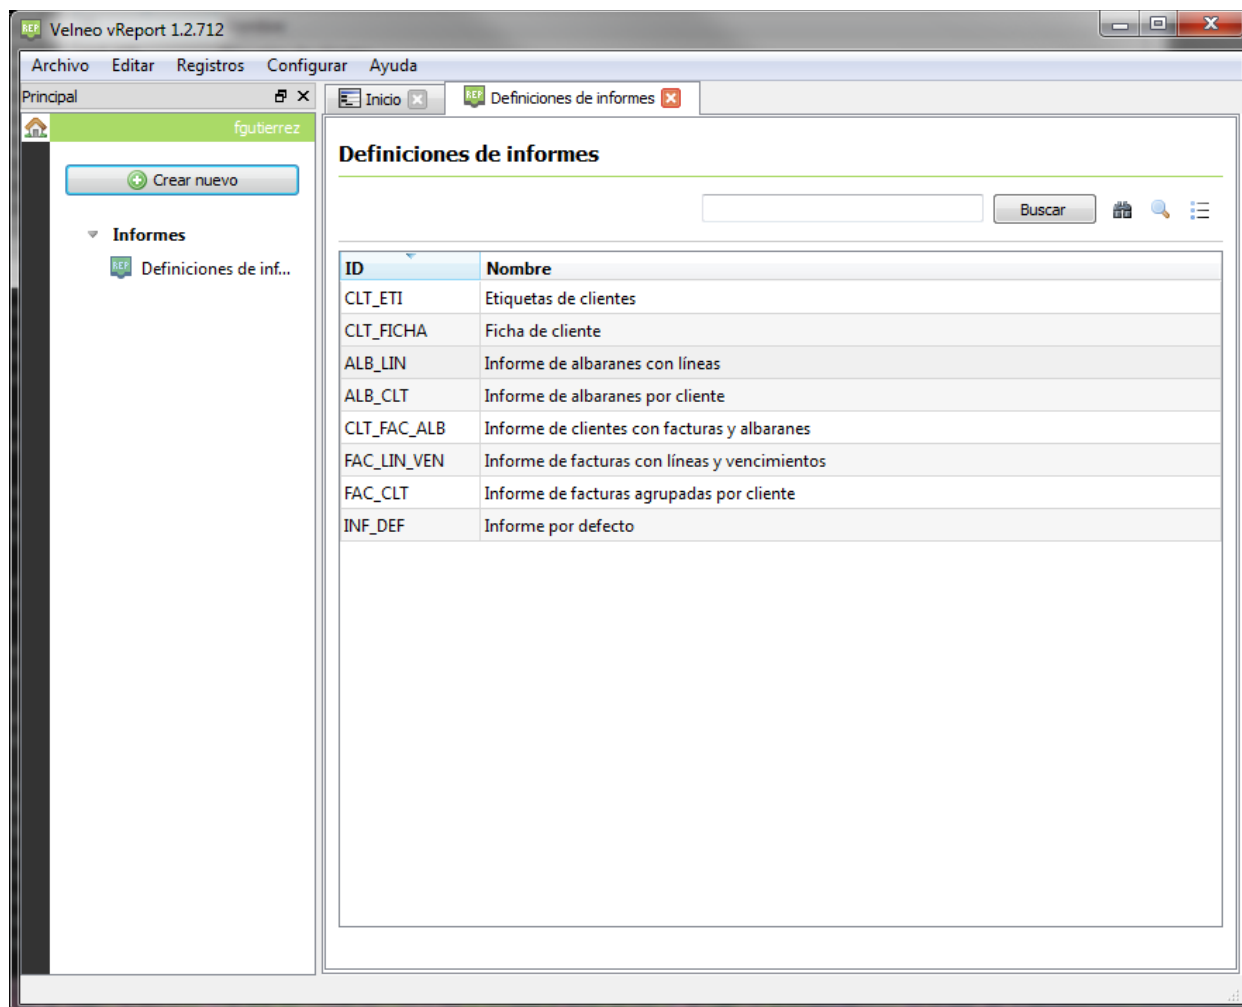 Velneo vReport 1.2.712
Archivo Editar Registros Configurar Ayuda
Principal
Inicio
Definiciones de informes
fgutierrez
Crear nuevo
Informes
Definiciones de inf...
Definiciones de informes
Buscar
ID Nombre
CLT_ETI Etiquetas de clientes
CLT_FICHA Ficha de cliente
ALB_LIN Informe de albaranes con líneas
ALB_CLT Informe de albaranes por cliente
CLT_FAC_ALB Informe de clientes con facturas y albaranes
FAC_LIN_VEN Informe de facturas con líneas y vencimientos
FAC_CLT Informe de facturas agrupadas por cliente
INF_DEF Informe por defecto